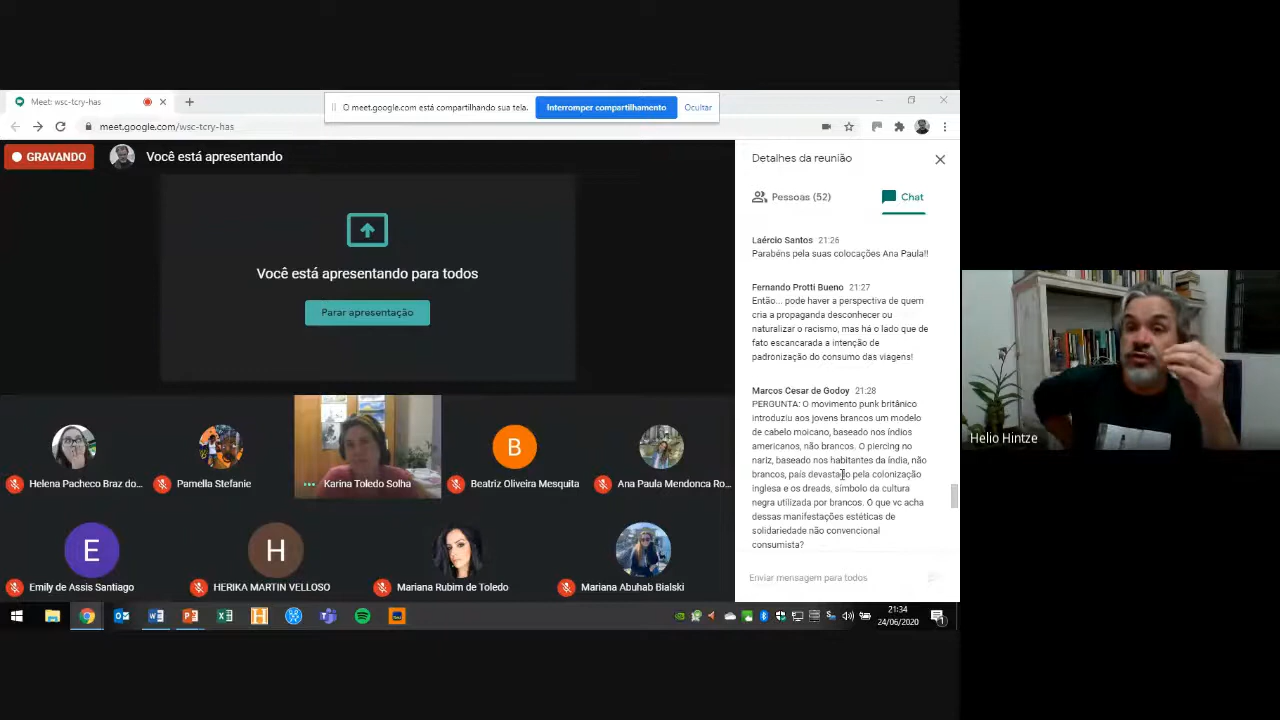 Meet: wsc-tcry-has
O meet.google.com está compartilhando sua tela.
Interromper compartilhamento
Ocultar
meet.google.com/wsc-tcry-has
GRAVANDO
Você está apresentando
Você está apresentando para todos
Parar apresentação
Helena Pacheco Braz do...
Pamella Stefanie
Karina Toledo Solha
B
Beatriz Oliveira Mesquita
Ana Paula Mendonca Ro...
E
Emily de Assis Santiago
H
HERIKA MARTIN VELLOSO
Mariana Rubim de Toledo
Mariana Abuhab Bialski
Detalhes da reunião
Pessoas (52)
Chat
Laércio Santos 21:26
Parabéns pela suas colocações Ana Paula!!
Fernando Protti Bueno 21:27
Então... pode haver a perspectiva de quem
cria a propaganda desconhecer ou
naturalizar o racismo, mas há o lado que de
fato escancarada a intenção de
padronização do consumo das viagens!
Marcos Cesar de Godoy 21:28
PERGUNTA: O movimento punk britânico
introduziu aos jovens brancos um modelo
de cabelo moicano, baseado nos índios
americanos, não brancos. O piercing no
nariz, baseado nos habitantes da índia, não
brancos, país devastado pela colonização
inglesa e os dreads, símbolo da cultura
negra utilizada por brancos. O que vc acha
dessas manifestações estéticas de
solidariedade não convencional
consumista?
Enviar mensagem para todos
21:34
24/06/2020
Helio Hintze